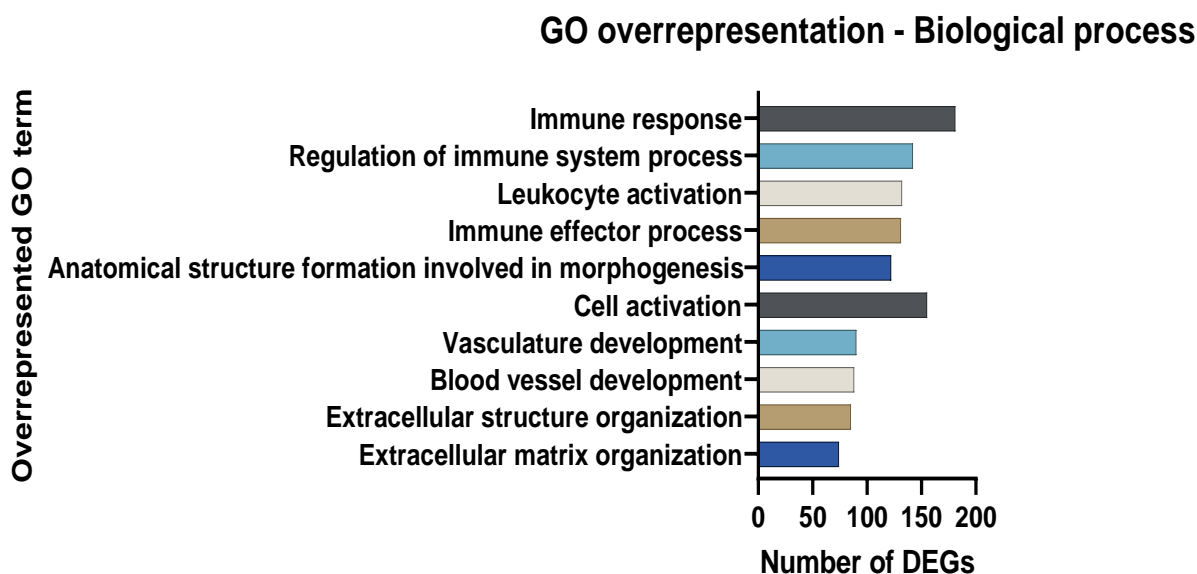 GO overrepresentation - Biological process
Overrepresented GO term
Immune response
Regulation of immune system process
Leukocyte activation
Immune effector process
Anatomical structure formation involved in morphogenesis
Cell activation
Vasculature development
Blood vessel development
Extracellular structure organization
Extracellular matrix organization
0 50 100 150 200
Number of DEGs